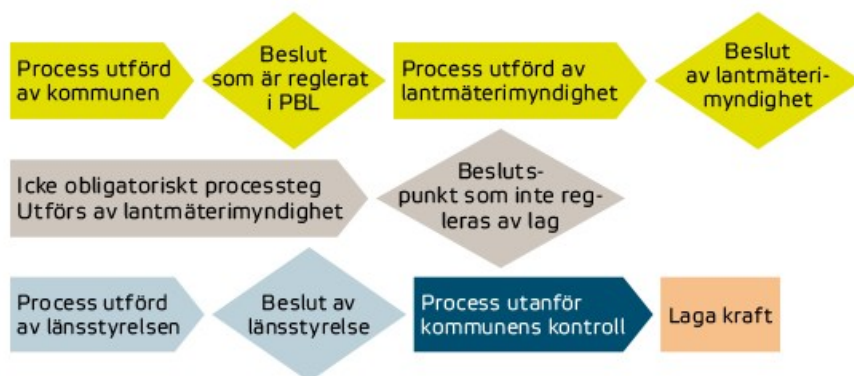 Process utförd
av kommunen
Beslut
som är reglerat
i PBL
Process utförd av
lantmäterimyndighet
Beslut
av lantmäteri-
myndighet
Icke obligatoriskt processteg
Utförs av lantmäterimyndighet
Besluts-
punkt som inte reg-
leras av lag
Process utförd
av länsstyrelsen
Beslut av
länsstyrelse
Process utanför
kommunens kontroll
Laga kraft